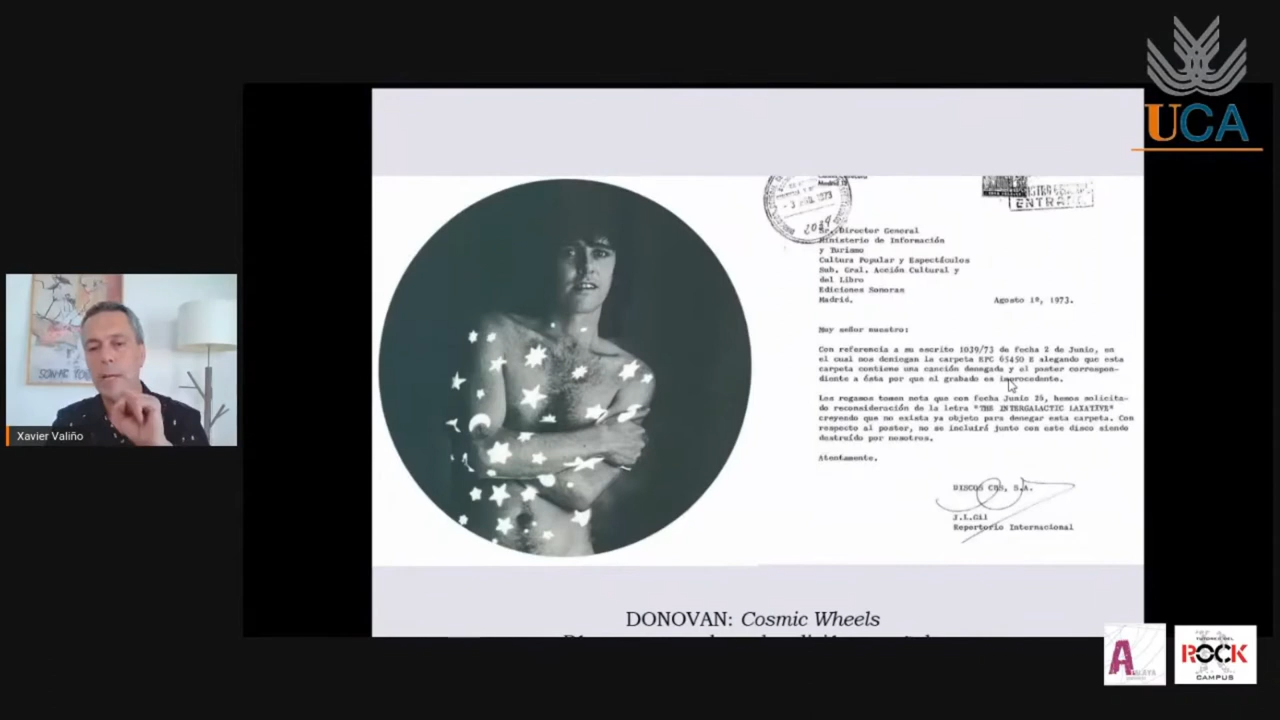 UCA
Madrid
- 3 1973
2039
ENTRADA
Sr. Director General
Ministerio de Información
y Turismo
Cultura Popular y Espectáculos
Sub. Gral. Acción Cultural y
del Libro
Ediciones Sonoras
Madrid.
Agosto 1º, 1973.
Muy señor nuestro:
Con referencia a su escrito 1039/73 de fecha 2 de Junio, en
el cual nos deniegan la carpeta EPC 65450 E alegando que esta
carpeta contiene una canción denegada y el poster correspon-
diente a ésta por que el grabado es improcedente.
Les rogamos tomen nota que con fecha Junio 26, hemos solicita-
do reconsideración de la letra "THE INTERGALACTIC LAXATIVE"
creyendo que no exista ya objeto para denegar esta carpeta. Con
respecto al poster, no se incluirá junto con este disco siendo
destruído por nosotros.
Atentamente.
DISCOS CBS, S.A.
J.L.Gil
Repertorio Internacional
Xavier Valiño
DONOVAN: Cosmic Wheels
A
ROCK
CAMPUS